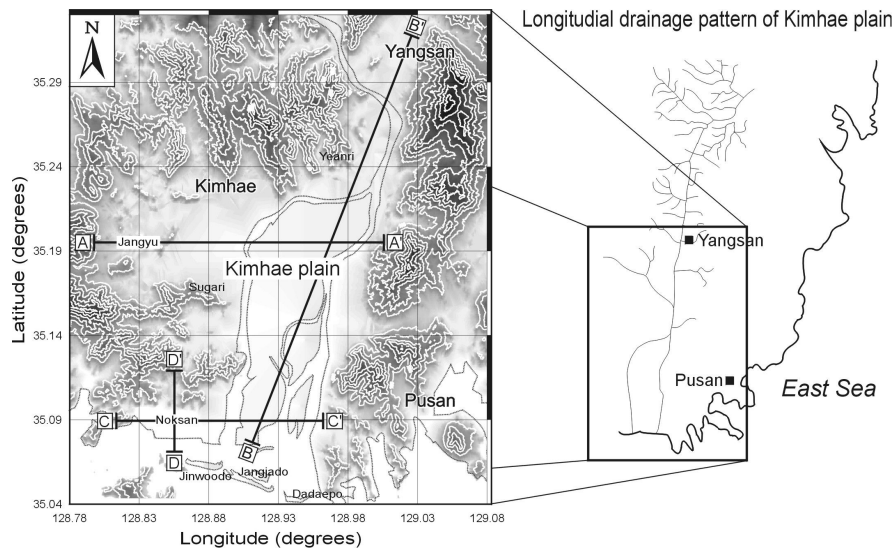 Longitudial drainage pattern of Kimhae plain
N
B'
Yangsan
35.29
35.24
35.19
35.14
35.09
35.04
Latitude (degrees)
Yeanri
Kimhae
A
Jangyu
A'
Kimhae plain
Sugari
D'
Pusan
C
Noksan
C'
B
D
Jinwoodo
Jangjado
Dadaepo
128.78
128.83
128.88
128.93
128.98
129.03
129.08
Longitude (degrees)
Yangsan
Pusan
East Sea